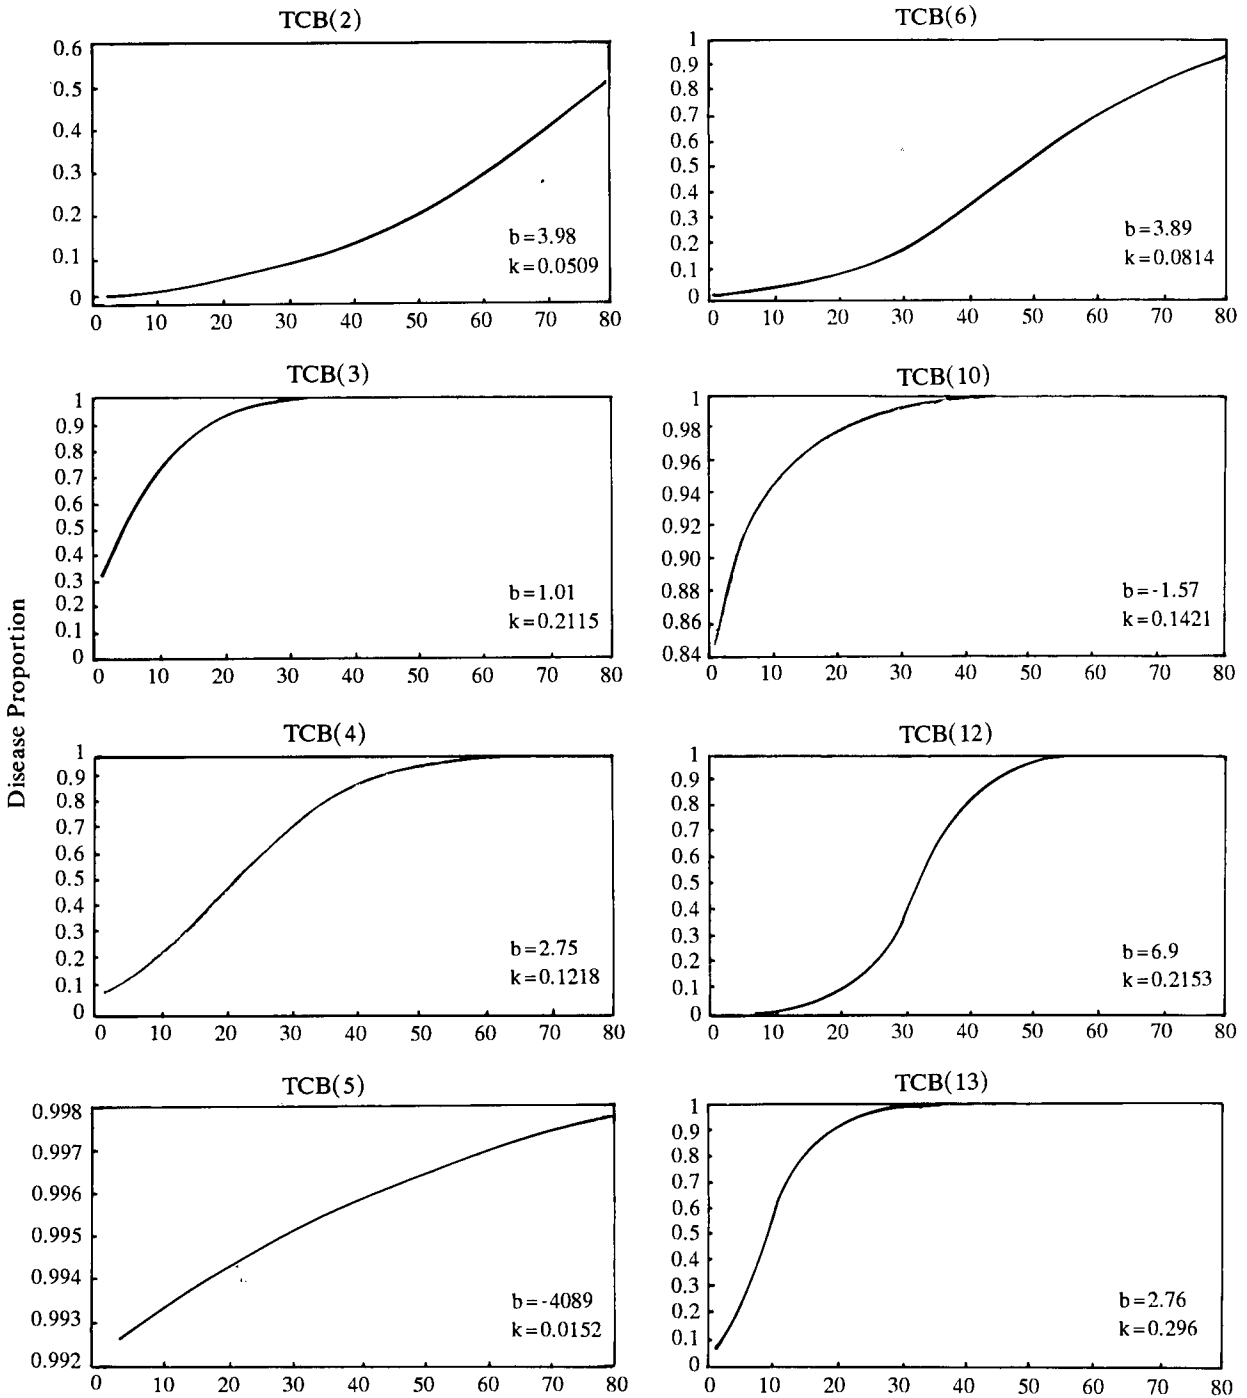 TCB(2)
0.6
0.5
0.4
0.3
0.2
0.1
0
b=3.98
k=0.0509
0 10 20 30 40 50 60 70 80
TCB(6)
1
0.9
0.8
0.7
0.6
0.5
0.4
0.3
0.2
0.1
0
b=3.89
k=0.0814
0 10 20 30 40 50 60 70 80
TCB(3)
1
0.9
0.8
0.7
0.6
0.5
0.4
0.3
0.2
0.1
0
b=1.01
k=0.2115
0 10 20 30 40 50 60 70 80
TCB(10)
1
0.98
0.96
0.94
0.92
0.90
0.88
0.86
0.84
b=-1.57
k=0.1421
0 10 20 30 40 50 60 70 80
Disease Proportion
TCB(4)
1
0.9
0.8
0.7
0.6
0.5
0.4
0.3
0.2
0.1
0
b=2.75
k=0.1218
0 10 20 30 40 50 60 70 80
TCB(12)
1
0.9
0.8
0.7
0.6
0.5
0.4
0.3
0.2
0.1
0
b=6.9
k=0.2153
0 20 30 40 50 60 70 80
TCB(5)
0.998
0.997
0.996
0.995
0.994
0.993
0.992
b=-4089
k=0.0152
0 10 20 30 40 50 60 70 80
TCB(13)
1
0.9
0.8
0.7
0.6
0.5
0.4
0.3
0.2
0.1
0
b=2.76
k=0.296
0 10 20 30 40 50 60 70 80